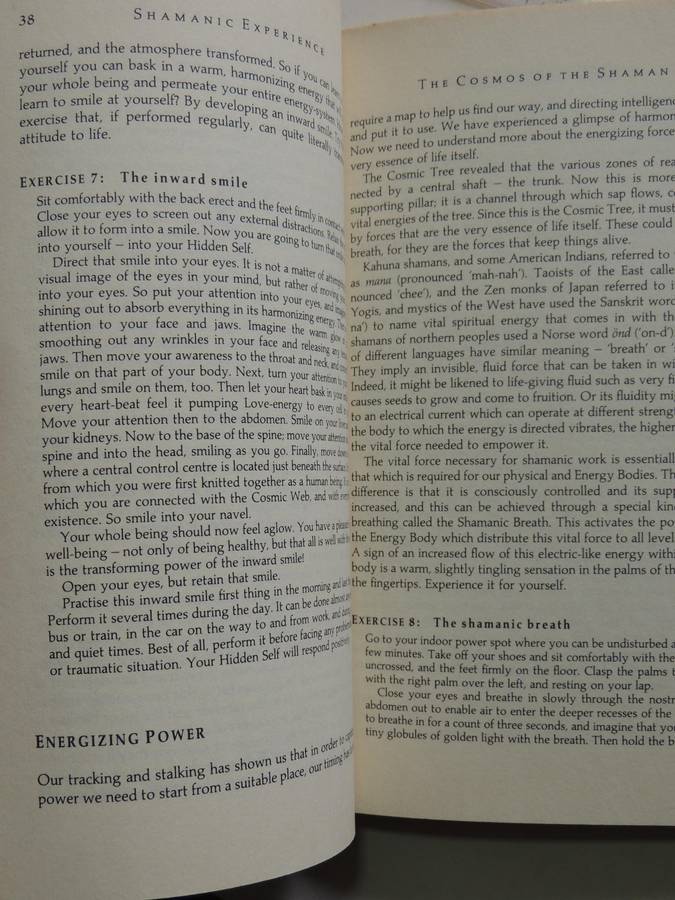 38
SHAMANIC EXPERIENCE
returned, and the atmosphere transformed. So if you can learn
yourself you can bask in a warm, harmonizing energy that
your whole being and permeate your entire energy-system.
learn to smile at yourself? By developing an inward smile.
exercise that, if performed regularly, can quite literally
attitude to life.
EXERCISE 7: The inward smile
Sit comfortably with the back erect and the feet firmly in contact
Close your eyes to screen out any external distractions. Relax
allow it to form into a smile. Now you are going to turn that
into yourself – into your Hidden Self.
Direct that smile into your eyes. It is not a matter of attempting
visual image of the eyes in your mind, but rather of moving
into your eyes. So put your attention into your eyes, and
shining out to absorb everything in its harmonizing energy.
attention to your face and jaws. Imagine the warm glow
smoothing out any wrinkles in your face and releasing any
jaws. Then move your awareness to the throat and neck, and
smile on that part of your body. Next, turn your attention to
lungs and smile on them, too. Then let your heart bask in your
every heart-beat feel it pumping Love-energy to every cell
Move your attention then to the abdomen. Smile on your
your kidneys. Now to the base of the spine; move your attention
spine and into the head, smiling as you go. Finally, move down
where a central control centre is located just beneath the surface
from which you were first knitted together as a human being.
which you are connected with the Cosmic Web, and with
existence. So smile into your navel.
Your whole being should now feel aglow. You have a
well-being – not only of being healthy, but that all is well with
is the transforming power of the inward smile!
Open your eyes, but retain that smile.
Practise this inward smile first thing in the morning and
Perform it several times during the day. It can be done almost
bus or train, in the car on the way to and from work, and
and quiet times. Best of all, perform it before facing any
or traumatic situation. Your Hidden Self will respond positively
ENERGIZING POWER
Our tracking and stalking has shown us that in order to
power we need to start from a suitable place, our timing
THE COSMOS OF THE SHAMAN
require a map to help us find our way, and directing intelligenc
and put it to use. We have experienced a glimpse of harmon
Now we need to understand more about the energizing force
very essence of life itself.
The Cosmic Tree revealed that the various zones of rea
nected by a central shaft – the trunk. Now this is more
supporting pillar; it is a channel through which sap flows, c
vital energies of the tree. Since this is the Cosmic Tree, it must
by forces that are the very essence of life itself. These could
breath, for they are the forces that keep things alive.
Kahuna shamans, and some American Indians, referred to
as mana (pronounced 'mah-nah'). Taoists of the East calle
nounced 'chee'), and the Zen monks of Japan referred to i
Yogis, and mystics of the West have used the Sanskrit word
na') to name vital spiritual energy that comes in with th
shamans of northern peoples used a Norse word önd ('on-d')
of different languages have similar meaning – 'breath' or '
They imply an invisible, fluid force that can be taken in wi
Indeed, it might be likened to life-giving fluid such as very fi
causes seeds to grow and come to fruition. Or its fluidity mi
to an electrical current which can operate at different strengt
the body to which the energy is directed vibrates, the higher
the vital force needed to empower it.
The vital force necessary for shamanic work is essentiall
that which is required for our physical and Energy Bodies. Th
difference is that it is consciously controlled and its supp
increased, and this can be achieved through a special kin
breathing called the Shamanic Breath. This activates the po
the Energy Body which distribute this vital force to all level
A sign of an increased flow of this electric-like energy with
body is a warm, slightly tingling sensation in the palms of th
the fingertips. Experience it for yourself.
EXERCISE 8: The shamanic breath
Go to your indoor power spot where you can be undisturbed a
few minutes. Take off your shoes and sit comfortably with the
uncrossed, and the feet firmly on the floor. Clasp the palms t
with the right palm over the left, and resting on your lap.
Close your eyes and breathe in slowly through the nostr
abdomen out to enable air to enter the deeper recesses of the
to breathe in for a count of three seconds, and imagine that yo
tiny globules of golden light with the breath. Then hold the b